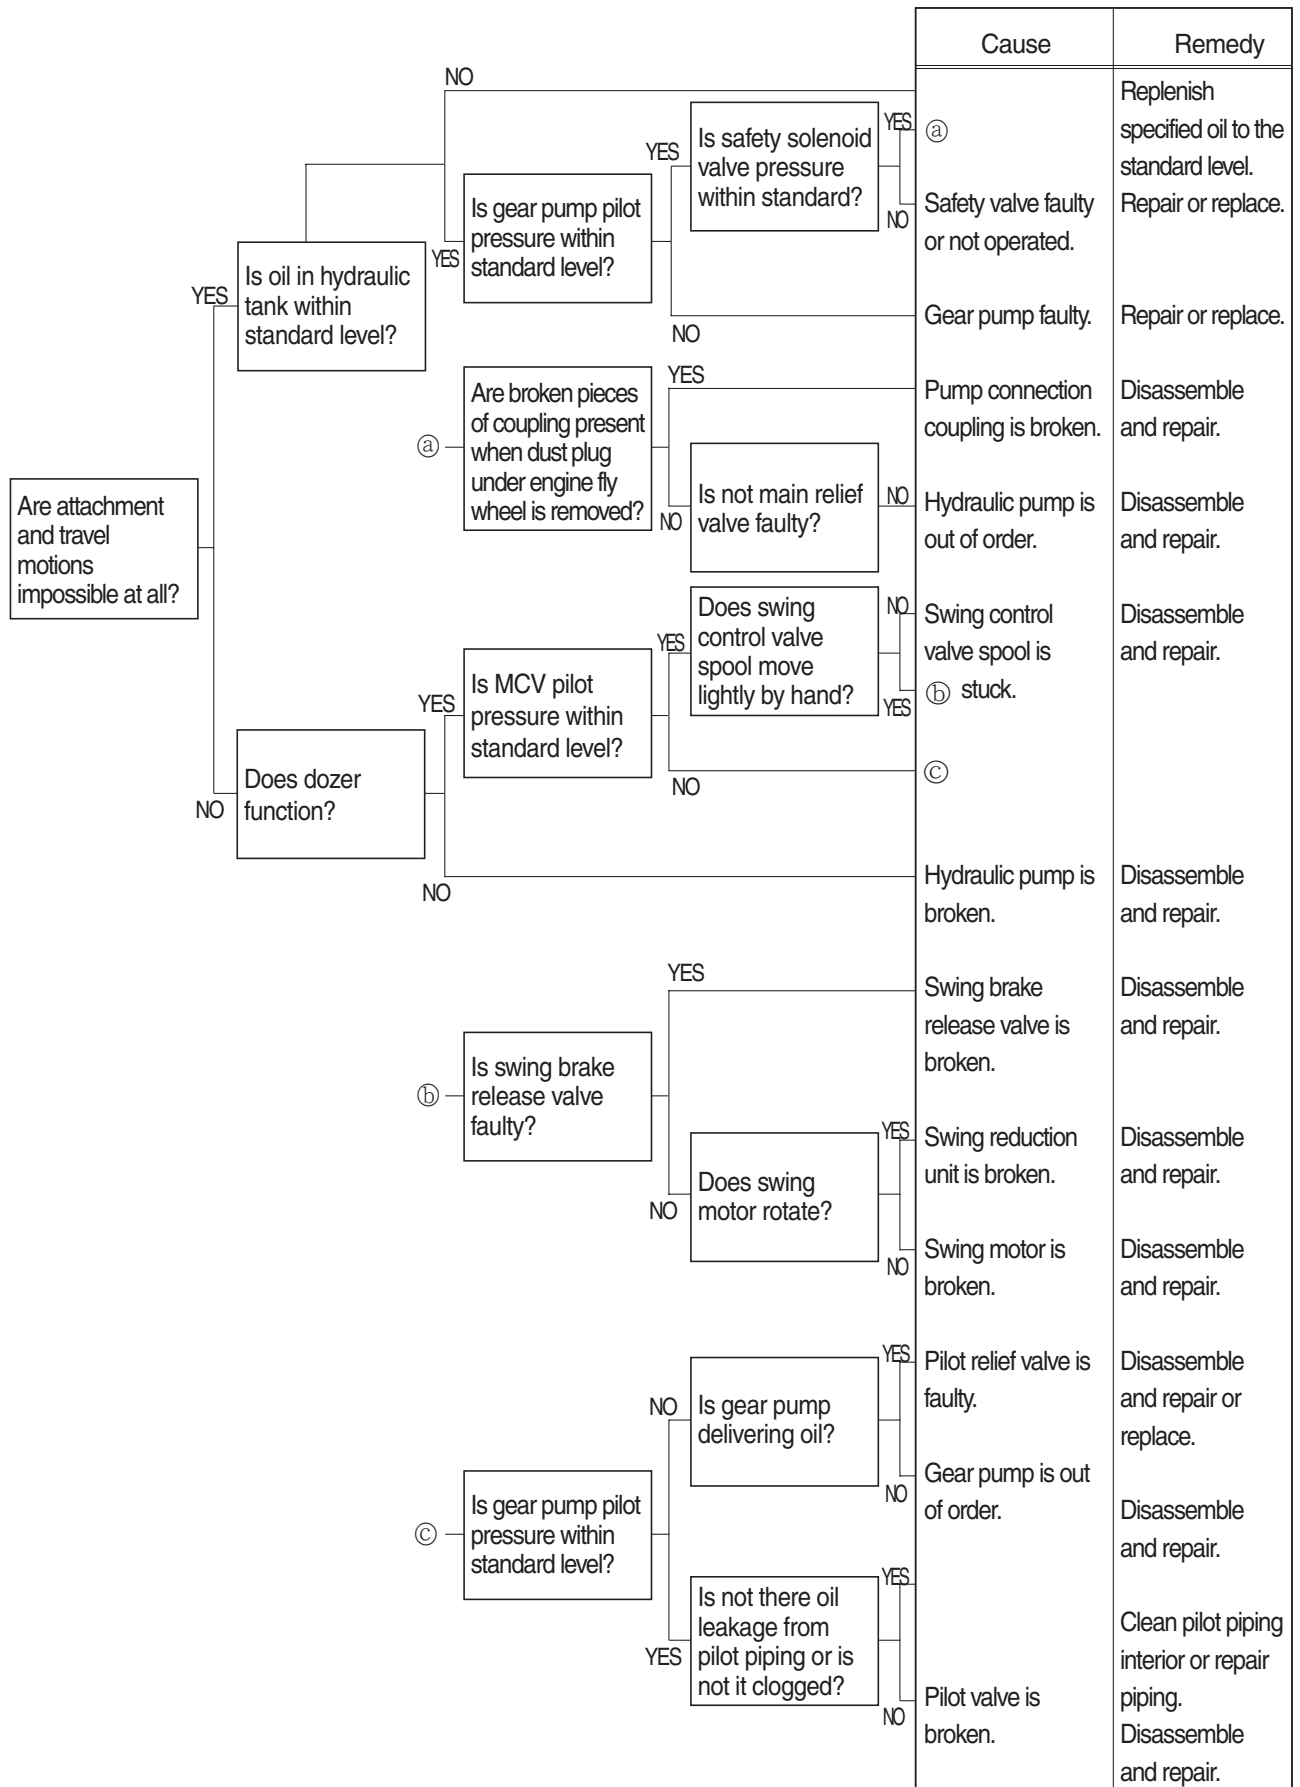 Cause
Remedy
NO
Replenish
specified oil to the
standard level.
YES
Is safety solenoid
valve pressure
within standard?
YES
ⓐ
NO
Safety valve faulty
or not operated.
Repair or replace.
Is gear pump pilot
pressure within
standard level?
YES
Is oil in hydraulic
tank within
standard level?
YES
NO
Gear pump faulty.
Repair or replace.
ⓐ
Are broken pieces
of coupling present
when dust plug
under engine fly
wheel is removed?
YES
Pump connection
coupling is broken.
Disassemble
and repair.
NO
Is not main relief
valve faulty?
NO
Hydraulic pump is
out of order.
Disassemble
and repair.
Are attachment
and travel
motions
impossible at all?
Does swing
control valve
spool move
lightly by hand?
NO
Swing control
valve spool is
ⓑ stuck.
YES
Disassemble
and repair.
YES
Is MCV pilot
pressure within
standard level?
YES
NO
ⓒ
Does dozer
function?
NO
NO
Hydraulic pump is
broken.
Disassemble
and repair.
ⓑ
Is swing brake
release valve
faulty?
YES
Swing brake
release valve is
broken.
Disassemble
and repair.
NO
Does swing
motor rotate?
YES
Swing reduction
unit is broken.
Disassemble
and repair.
NO
Swing motor is
broken.
Disassemble
and repair.
ⓒ
Is gear pump pilot
pressure within
standard level?
NO
Is gear pump
delivering oil?
YES
Pilot relief valve is
faulty.
Disassemble
and repair or
replace.
NO
Gear pump is out
of order.
Disassemble
and repair.
YES
Is not there oil
leakage from
pilot piping or is
not it clogged?
YES
Clean pilot piping
interior or repair
piping.
NO
Pilot valve is
broken.
Disassemble
and repair.